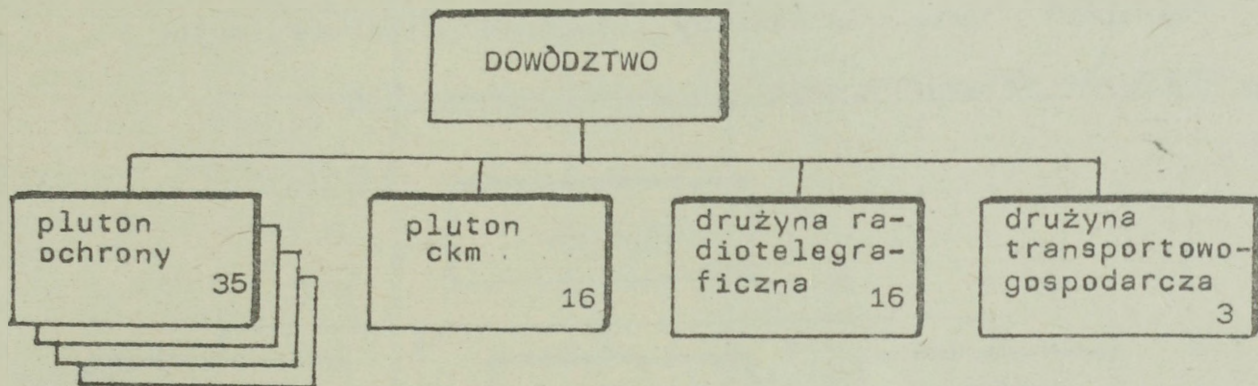 DOWÒDZTWO
pluton
ochrony
35
pluton
ckm
16
drużyna ra-
diotelegra-
ficzna
16
drużyna
transportowo-
gospodarcza
3